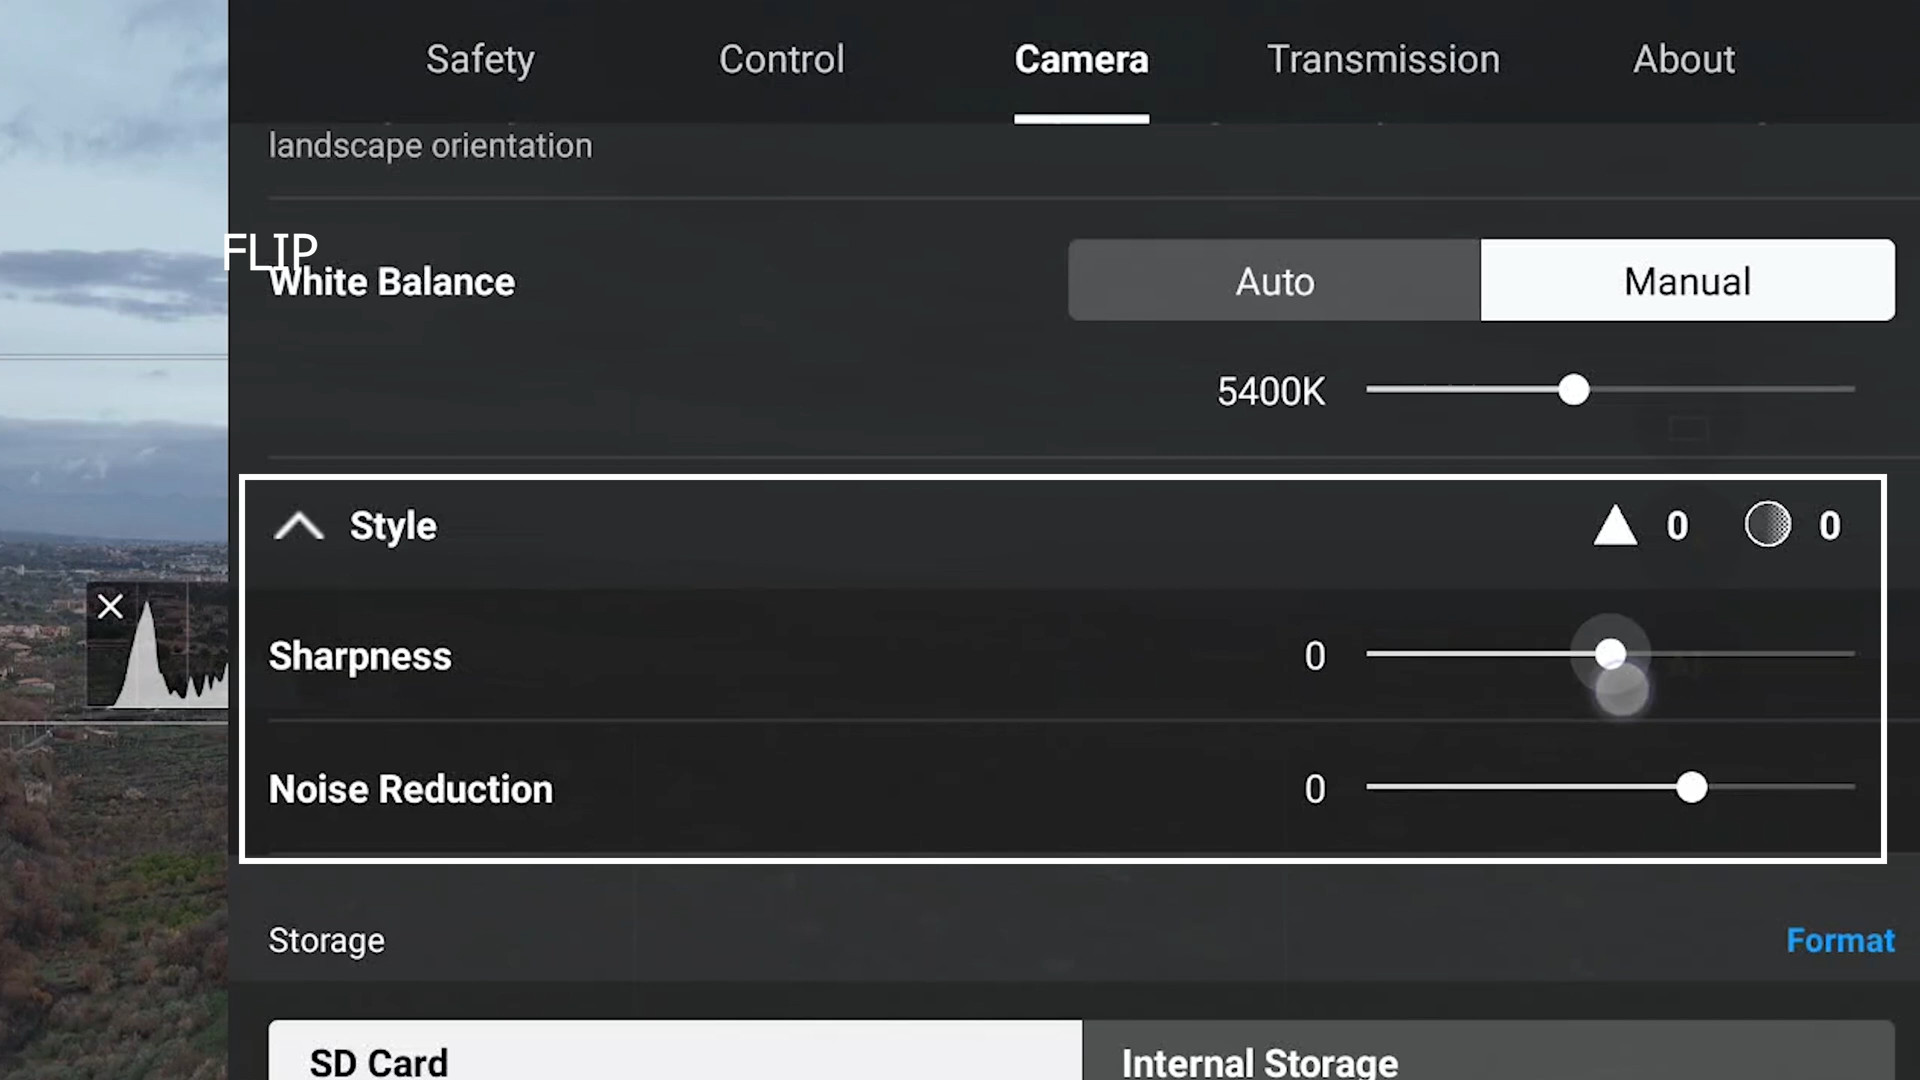 Safety Control Camera Transmission About
landscape orientation
FLIP
White Balance Auto Manual
5400K
Style 0 0
Sharpness 0
Noise Reduction 0
Storage Format
SD Card Internal Storage